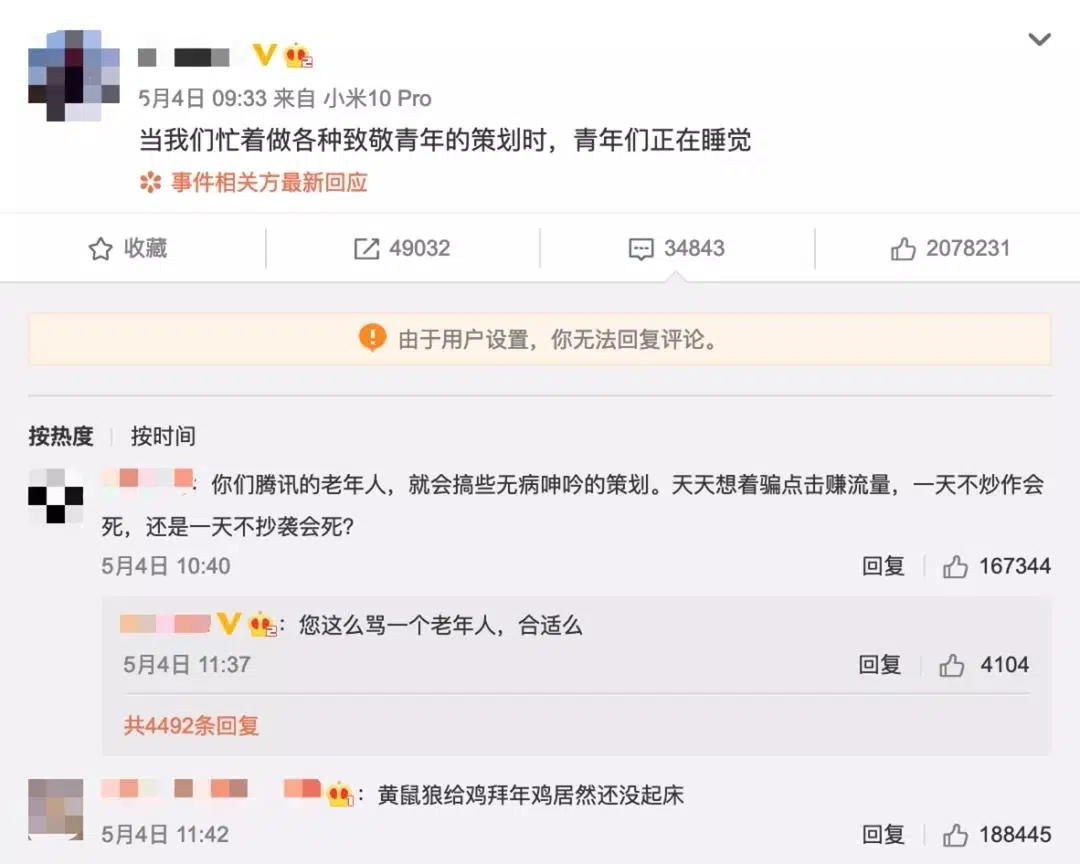 5月4日 09:33 来自 小米10 Pro
当我们忙着做各种致敬青年的策划时，青年们正在睡觉
事件相关方最新回应
收藏
49032
34843
2078231
由于用户设置，你无法回复评论。
按热度 按时间
：你们腾讯的老年人，就会搞些无病呻吟的策划。天天想着骗点击赚流量，一天不炒作会
死，还是一天不抄袭会死？
5月4日 10:40 回复 167344
：您这么骂一个老年人，合适么
5月4日 11:37 回复 4104
共4492条回复
：黄鼠狼给鸡拜年鸡居然还没起床
5月4日 11:42 回复 188445